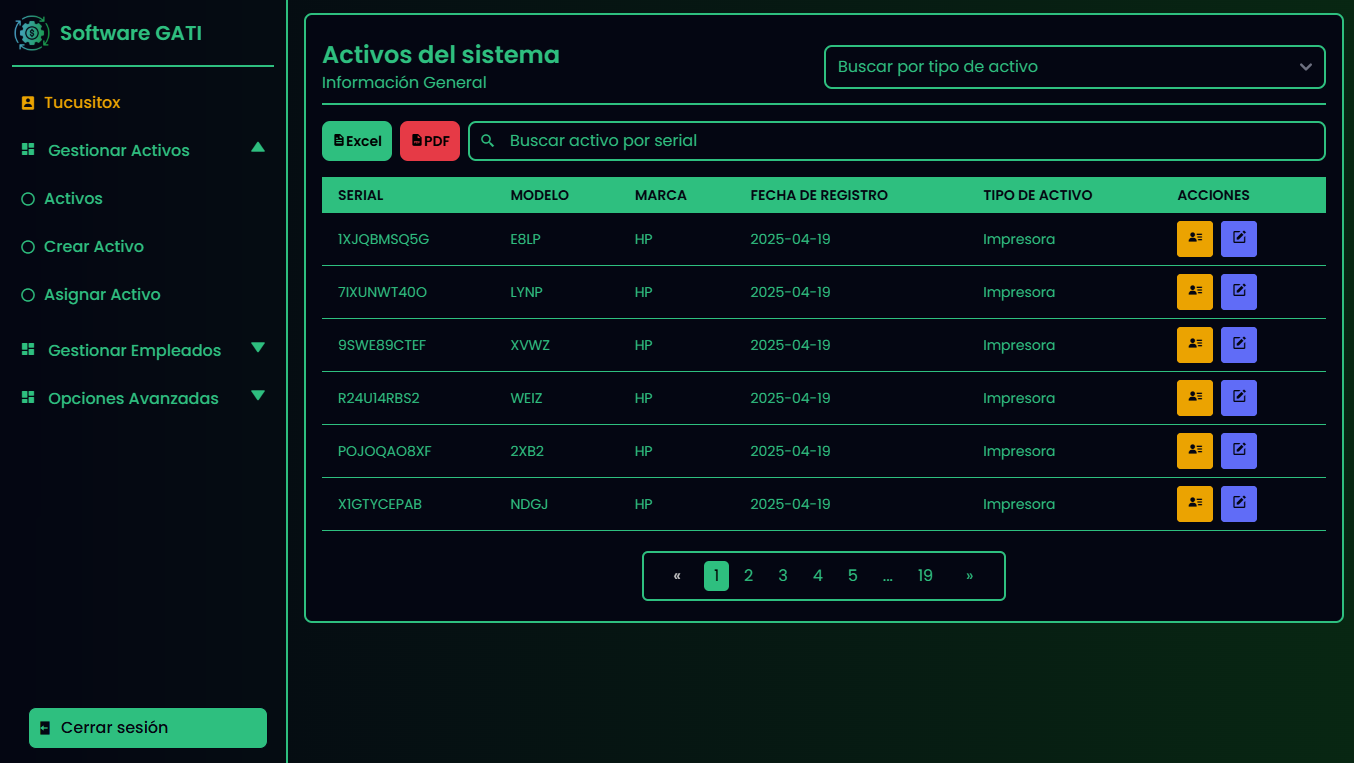 Software GATI
Tucusitox
Gestionar Activos
Activos
Crear Activo
Asignar Activo
Gestionar Empleados
Opciones Avanzadas
Cerrar sesión
Activos del sistema
Información General
Buscar por tipo de activo
Excel PDF Buscar activo por serial
SERIAL MODELO MARCA FECHA DE REGISTRO TIPO DE ACTIVO ACCIONES
1XJQBMSQ5G E8LP HP 2025-04-19 Impresora
7IXUNWT40O LYNP HP 2025-04-19 Impresora
9SWE89CTEF XVWZ HP 2025-04-19 Impresora
R24U14RBS2 WEIZ HP 2025-04-19 Impresora
POJOQAO8XF 2XB2 HP 2025-04-19 Impresora
X1GTYCEPAB NDGJ HP 2025-04-19 Impresora
« 1 2 3 4 5 ... 19 »